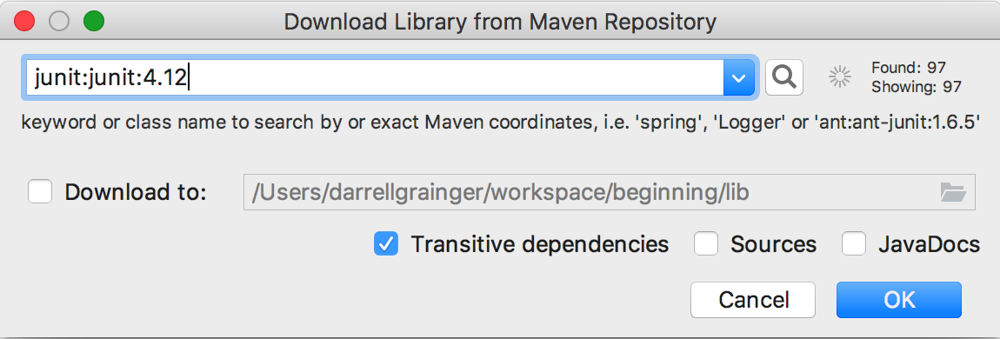 Download Library from Maven Repository
junit:junit:4.12
Found: 97
Showing: 97
keyword or class name to search by or exact Maven coordinates, i.e. 'spring', 'Logger' or 'ant:ant-junit:1.6.5'
Download to: /Users/darrellgrainger/workspace/beginning/lib
Transitive dependencies Sources JavaDocs
Cancel OK